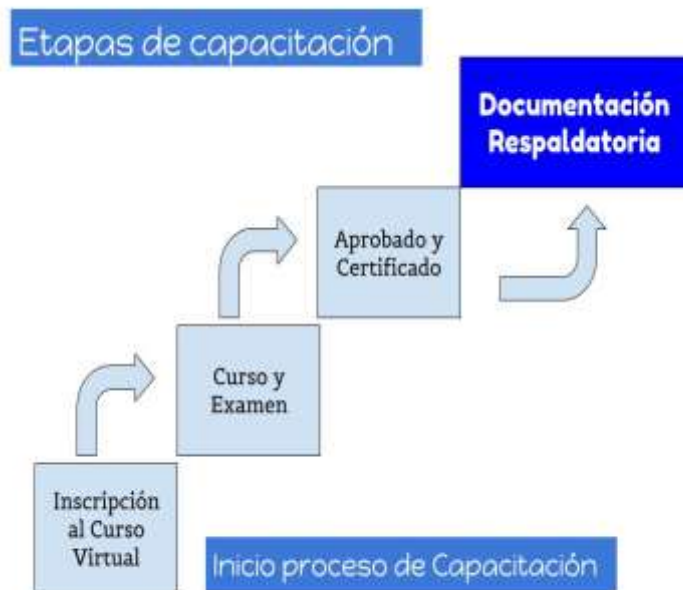 Etapas de capacitación
Documentación
Respaldatoria
Aprobado y
Certificado
Curso y
Examen
Inscripción
al Curso
Virtual
Inicio proceso de Capacitación